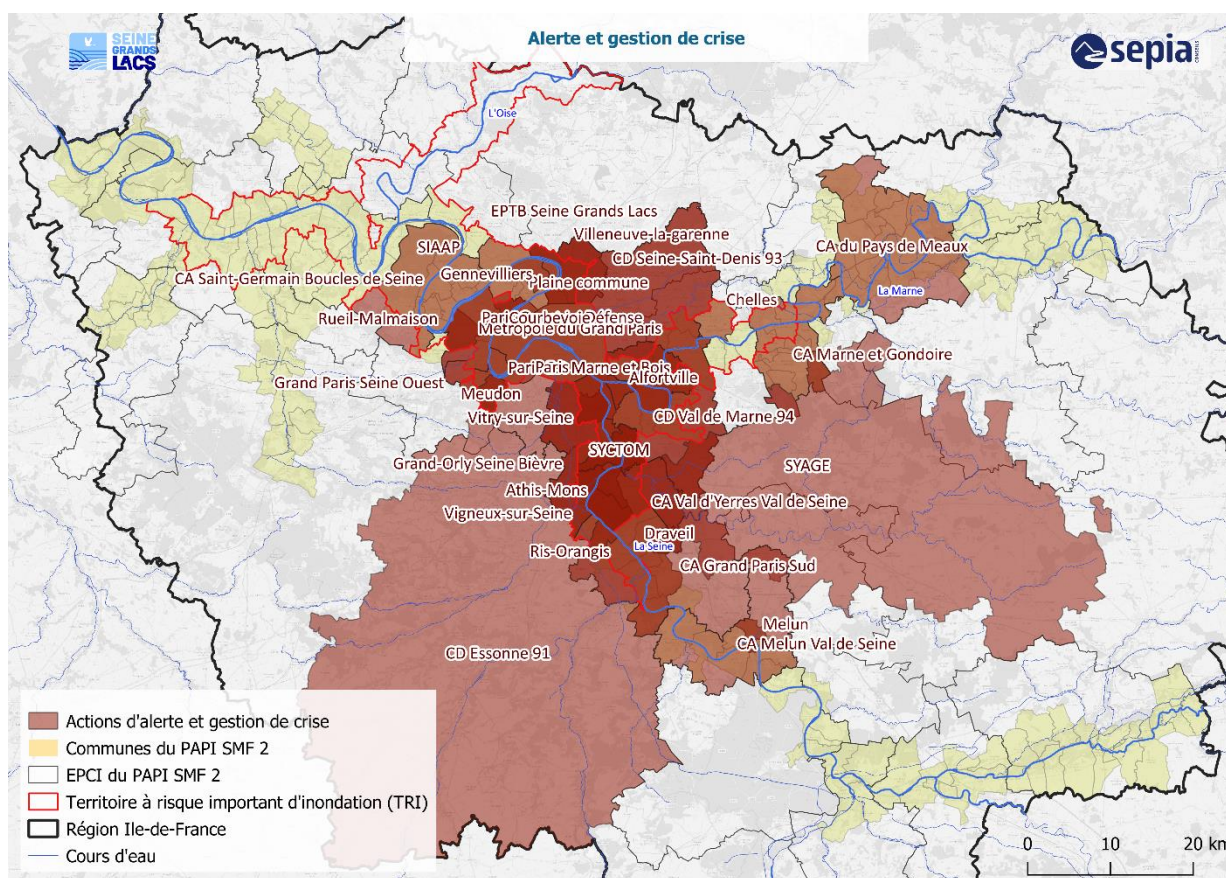 SEINE
GRANDS
LACS
Alerte et gestion de crise
sepia
CONSEILS
L'Oise
EPTB Seine Grands Lacs
Villeneuve-la-garenne
SIAAP
CD Seine-Saint-Denis 93
CA du Pays de Meaux
Gennevilliers
CA Saint-Germain Boucles de Seine
Plaine commune
La Marne
Chelles
Rueil-Malmaison
Courbevoie
Défense
Métropole du Grand Paris
CA Marne et Gondoire
Paris Marne et Bois
Grand Paris Seine Ouest
Alfortville
Meudon
Vitry-sur-Seine
CD Val de Marne 94
SYCTOM
Grand-Orly Seine Bièvre
SYAGE
Athis-Mons
CA Val d'Yerres Val de Seine
Vigneux-sur-Seine
Draveil
La Seine
Ris-Orangis
CA Grand Paris Sud
Melun
CA Melun Val de Seine
CD Essonne 91
Actions d'alerte et gestion de crise
Communes du PAPI SMF 2
EPCI du PAPI SMF 2
Territoire à risque important d'inondation (TRI)
Région Ile-de-France
Cours d'eau
0 10 20 km